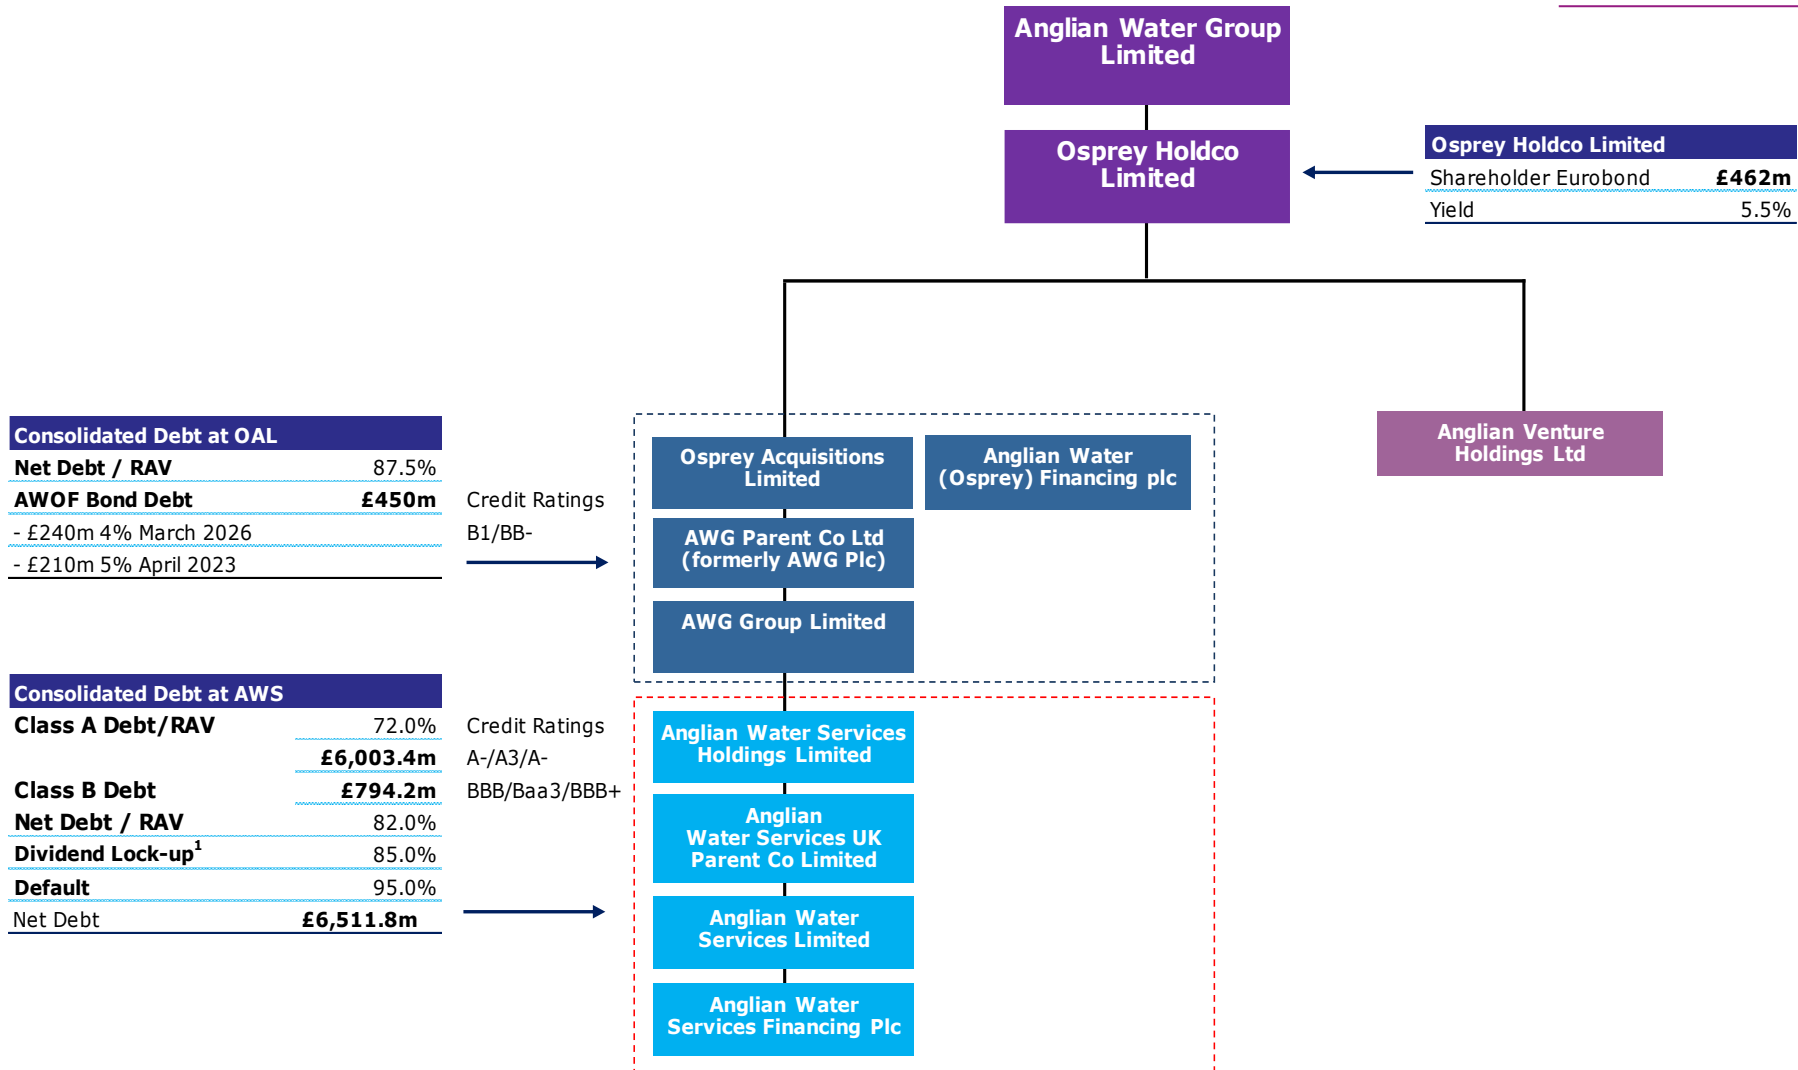 Anglian Water Group
Limited
Osprey Holdco
Limited
Osprey Holdco Limited
Shareholder Eurobond £462m
Yield 5.5%
Consolidated Debt at OAL
Net Debt / RAV 87.5%
AWOF Bond Debt £450m
- £240m 4% March 2026
- £210m 5% April 2023
Credit Ratings
B1/BB-
Osprey Acquisitions
Limited
Anglian Water
(Osprey) Financing plc
AWG Parent Co Ltd
(formerly AWG Plc)
AWG Group Limited
Anglian Venture
Holdings Ltd
Consolidated Debt at AWS
Class A Debt/RAV 72.0%
£6,003.4m
Class B Debt £794.2m
Net Debt / RAV 82.0%
Dividend Lock-up1 85.0%
Default 95.0%
Net Debt £6,511.8m
Credit Ratings
A-/A3/A-
BBB/Baa3/BBB+
Anglian Water Services
Holdings Limited
Anglian
Water Services UK
Parent Co Limited
Anglian Water
Services Limited
Anglian Water
Services Financing Plc